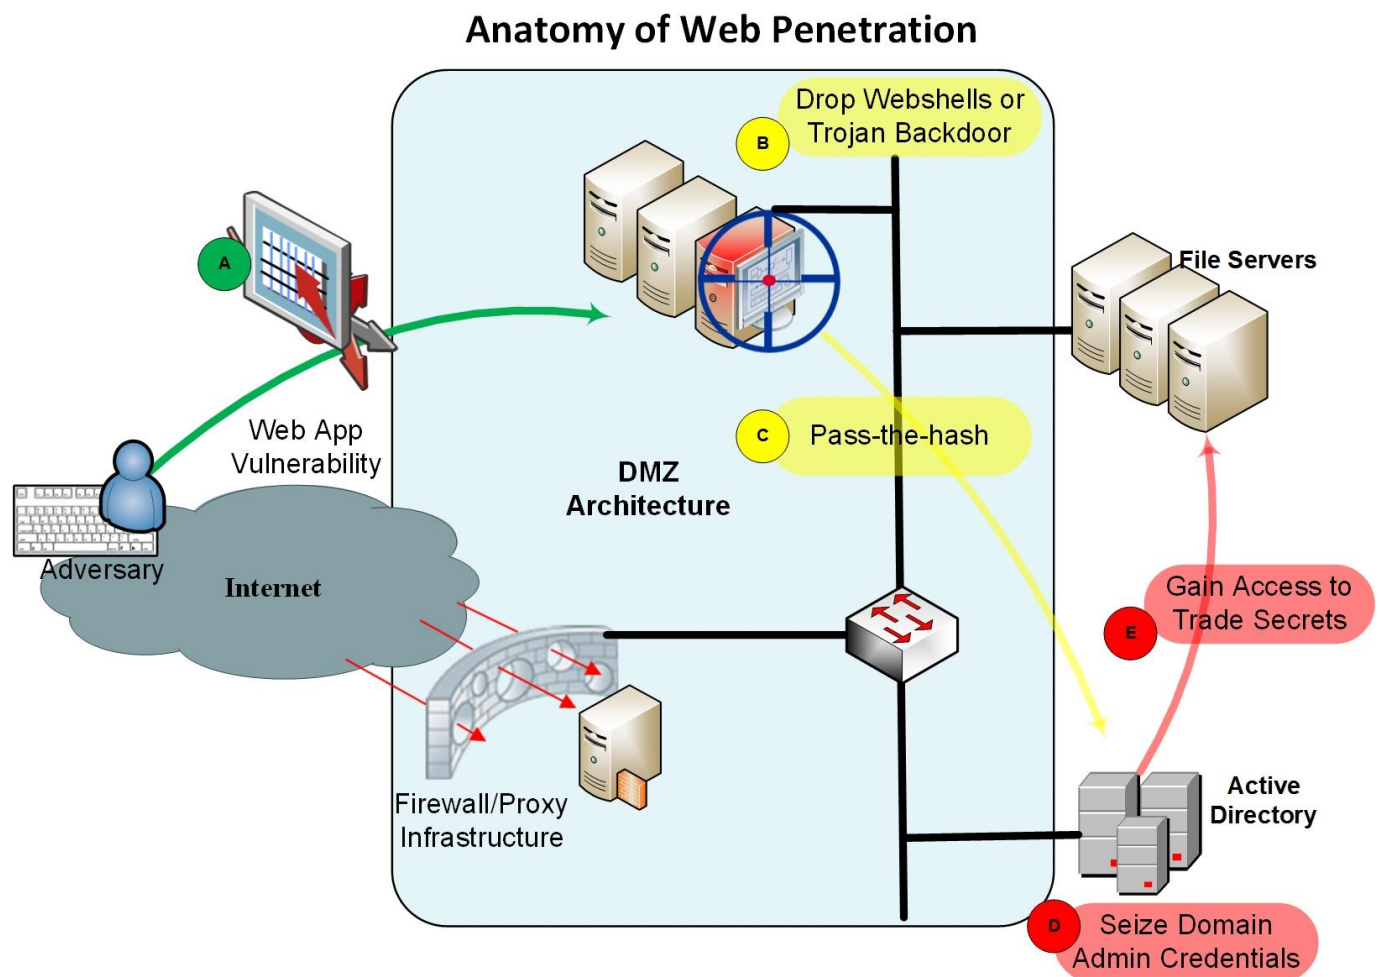 Anatomy of Web Penetration
Drop Webshells or
Trojan Backdoor
B
A
File Servers
Web App
Vulnerability
C
Pass-the-hash
DMZ
Architecture
Adversary
Internet
Gain Access to
Trade Secrets
E
Firewall/Proxy
Infrastructure
Active
Directory
D
Seize Domain
Admin Credentials